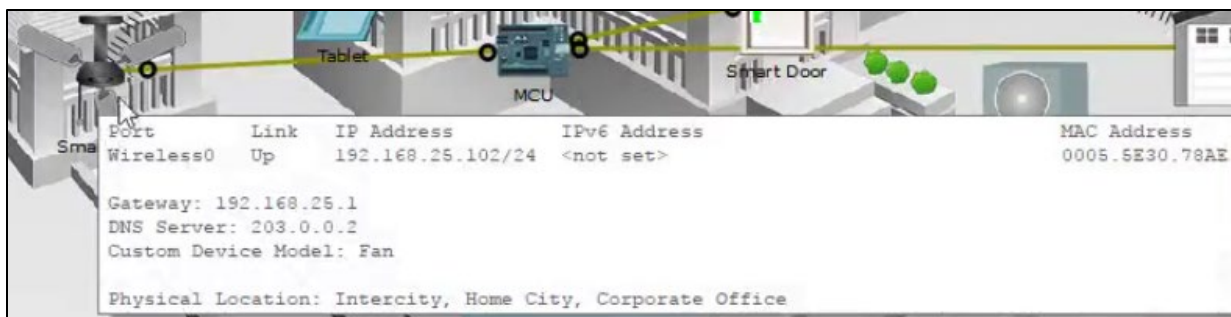 Tablet
Smart Door
MCU
Sma
Port Link IP Address IPv6 Address MAC Address
Wireless0 Up 192.168.25.102/24 <not set> 0005.5E30.78AE
Gateway: 192.168.25.1
DNS Server: 203.0.0.2
Custom Device Model: Fan
Physical Location: Intercity, Home City, Corporate Office